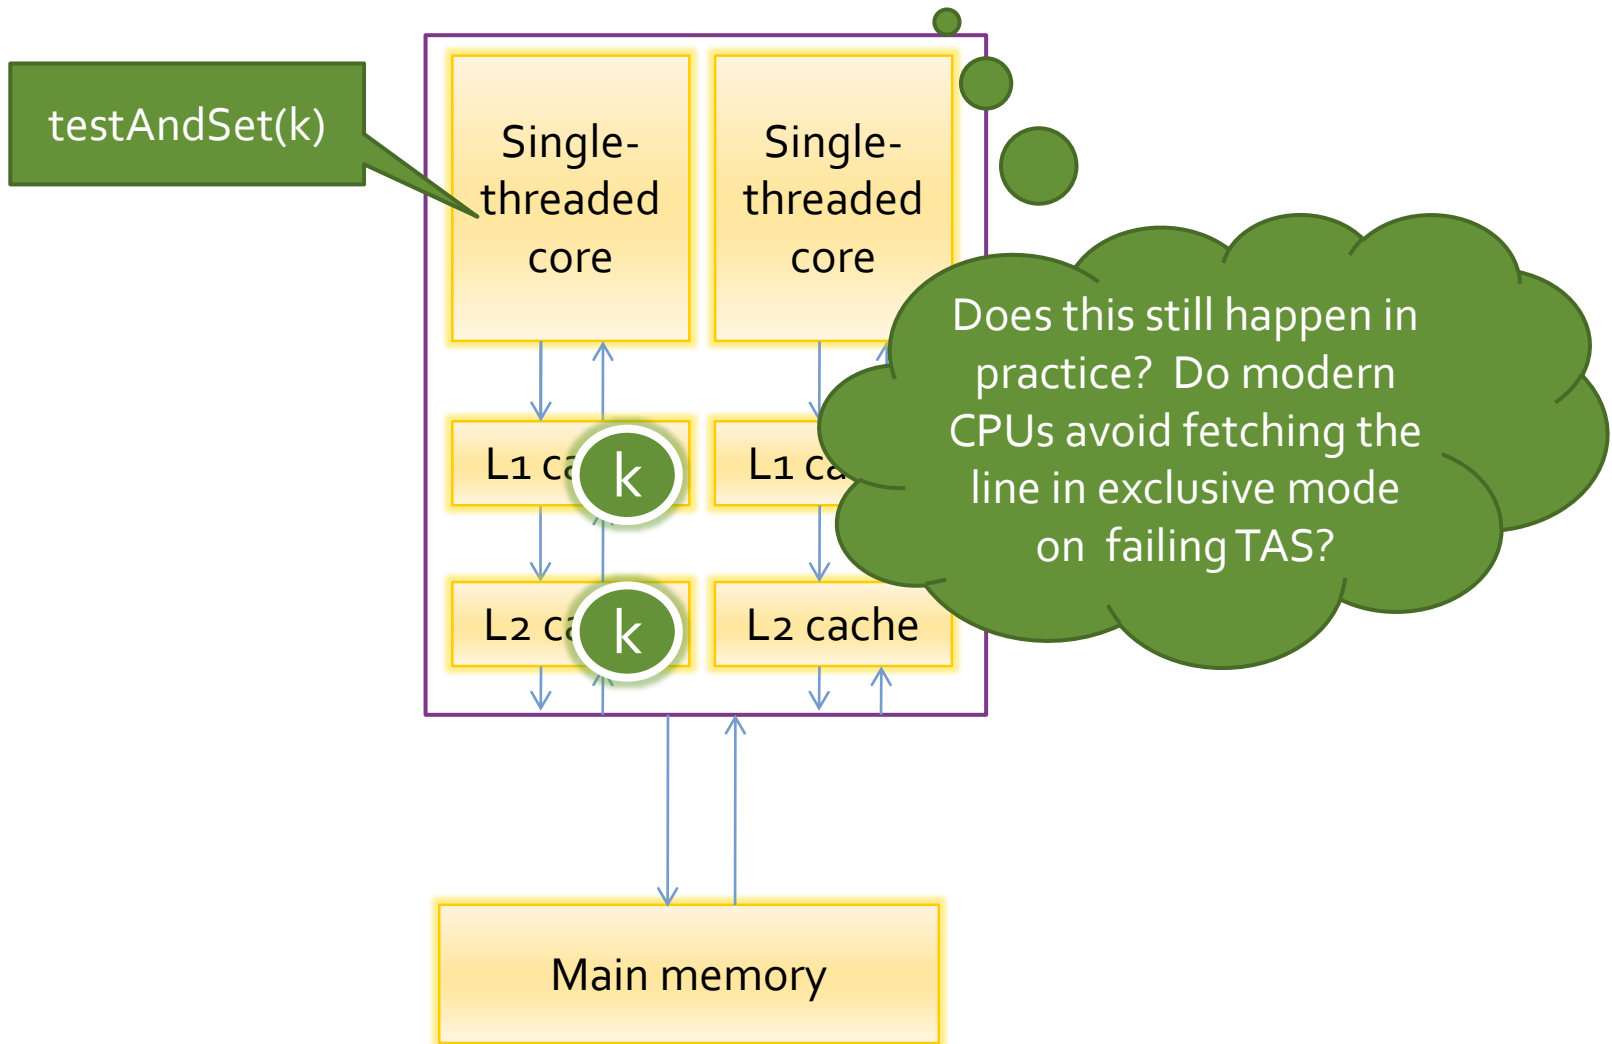 testAndSet(k)
Single-
threaded
core
Single-
threaded
core
Does this still happen in
practice? Do modern
CPUs avoid fetching the
line in exclusive mode
on failing TAS?
L1 ca
k
L1 ca
L2 ca
k
L2 cache
Main memory